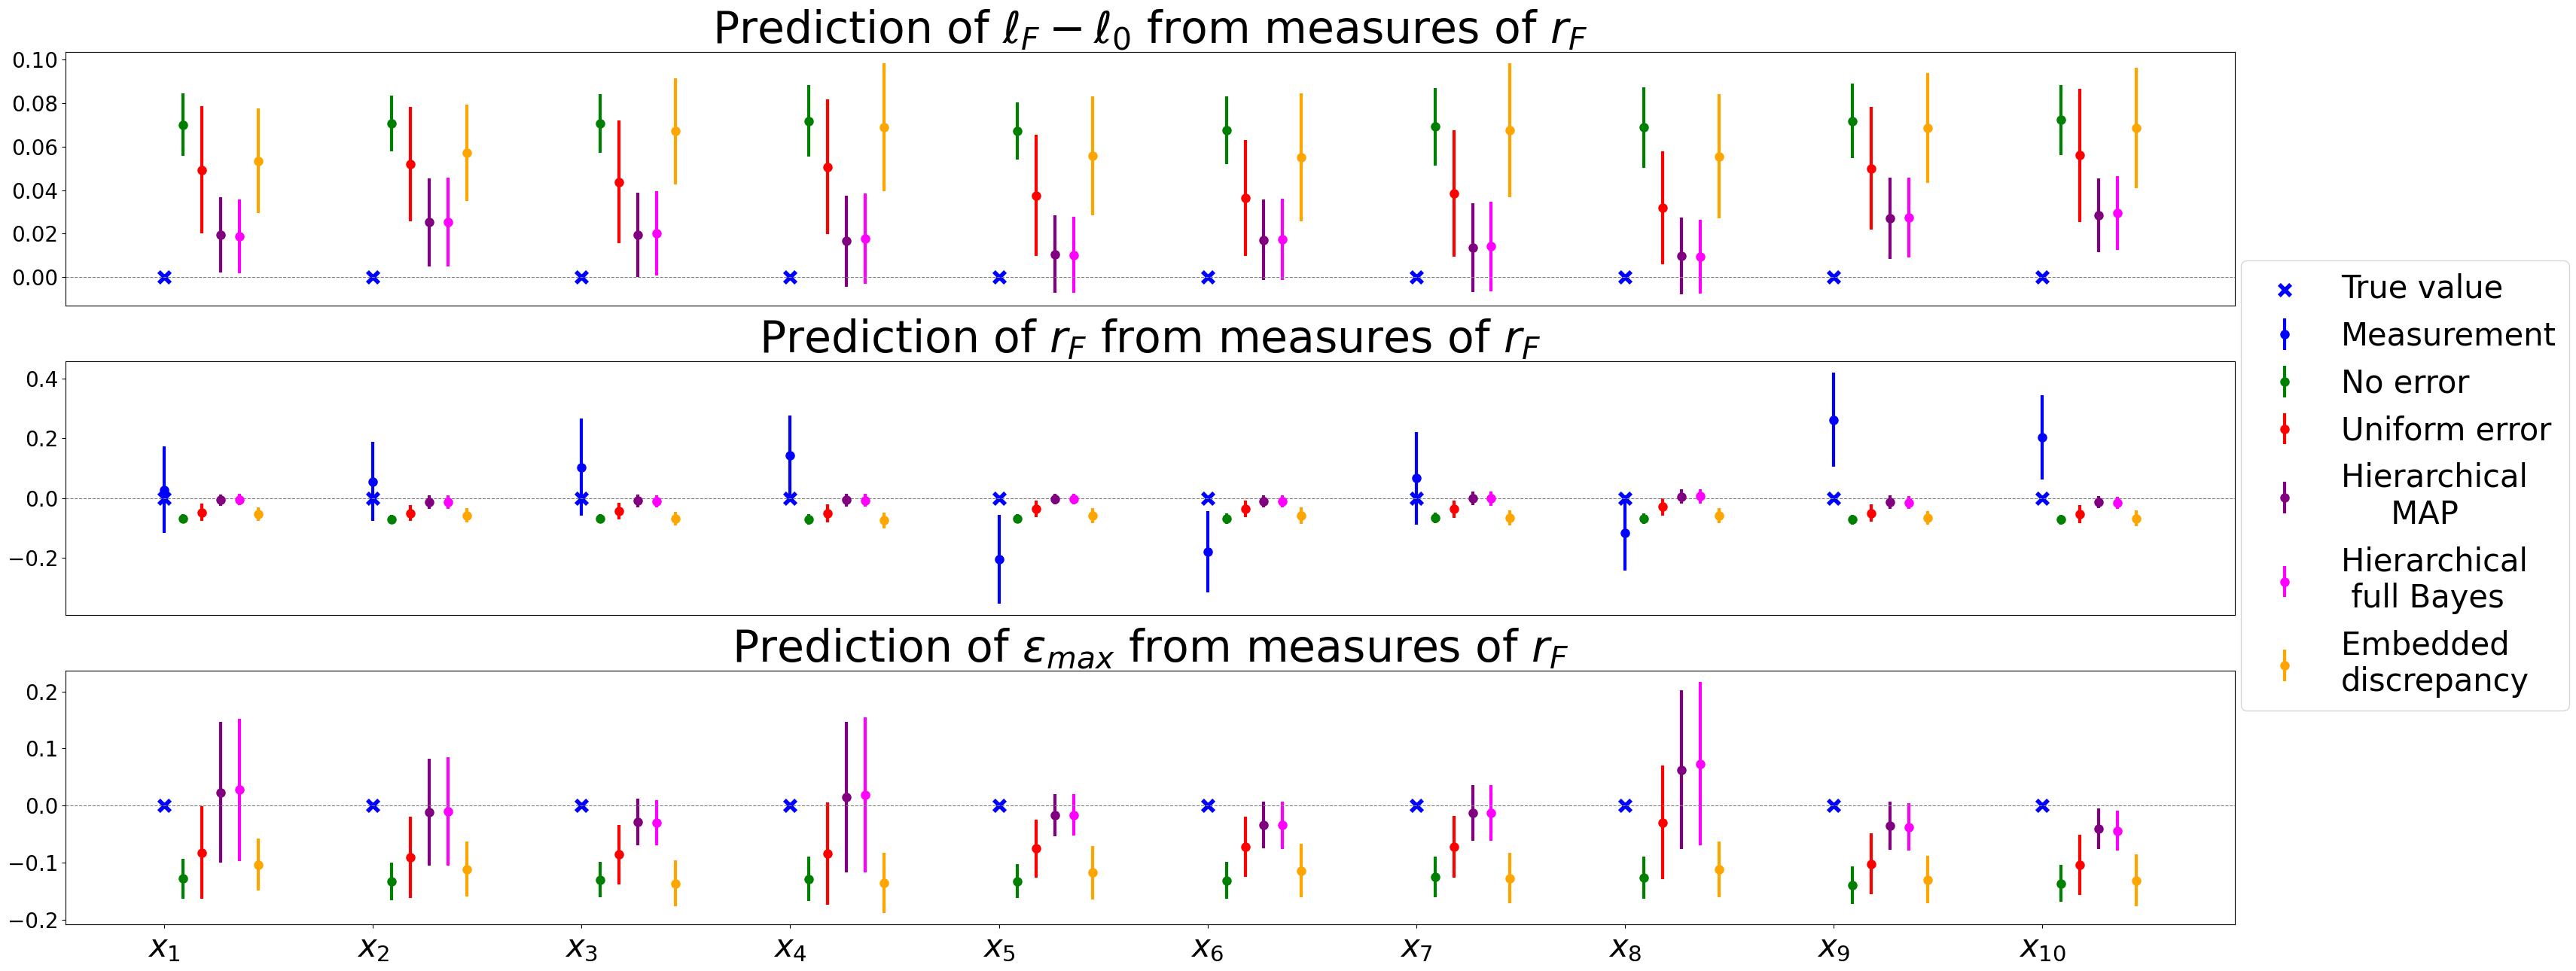 Prediction of ℓ_F − ℓ_0 from measures of r_F
0.10
0.08
0.06
0.04
0.02
0.00
Prediction of r_F from measures of r_F
0.4
0.2
0.0
−0.2
Prediction of ε_max from measures of r_F
0.2
0.1
0.0
−0.1
−0.2
x_1 x_2 x_3 x_4 x_5 x_6 x_7 x_8 x_9 x_10
True value
Measurement
No error
Uniform error
Hierarchical
MAP
Hierarchical
full Bayes
Embedded
discrepancy